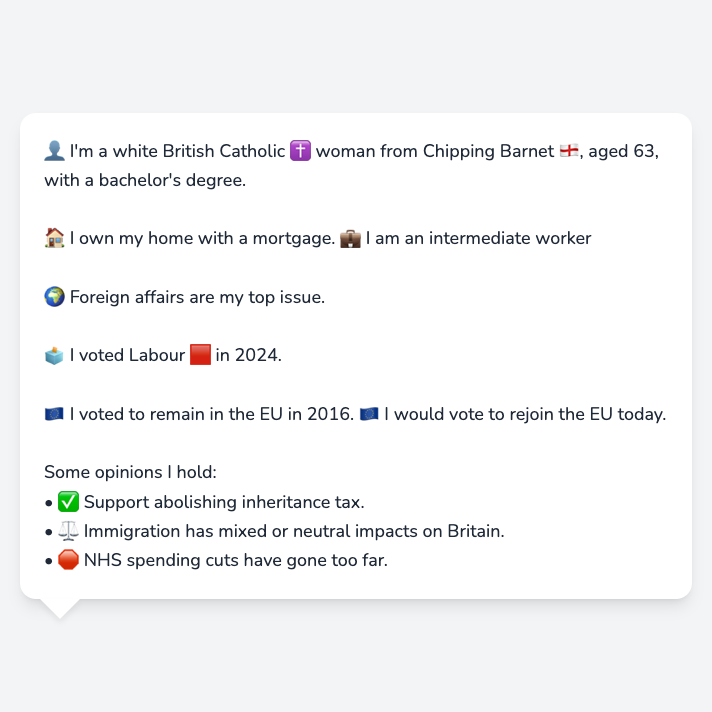 👤 I'm a white British Catholic ✝️ woman from Chipping Barnet 🏴󠁧󠁢󠁥󠁮󠁧󠁿, aged 63,
with a bachelor's degree.
🏠 I own my home with a mortgage. 💼 I am an intermediate worker
🌍 Foreign affairs are my top issue.
🗳️ I voted Labour 🟥 in 2024.
🇪🇺 I voted to remain in the EU in 2016. 🇪🇺 I would vote to rejoin the EU today.
Some opinions I hold:
• ✅ Support abolishing inheritance tax.
• ⚖️ Immigration has mixed or neutral impacts on Britain.
• 🛑 NHS spending cuts have gone too far.